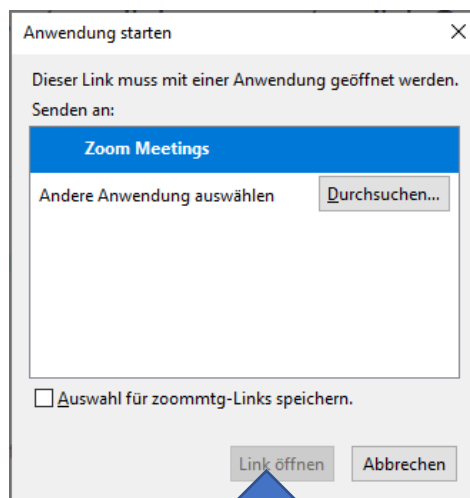 Anwendung starten
Dieser Link muss mit einer Anwendung geöffnet werden.
Senden an:
Zoom Meetings
Andere Anwendung auswählen
Durchsuchen...
Auswahl für zoommtg-Links speichern.
Link öffnen
Abbrechen